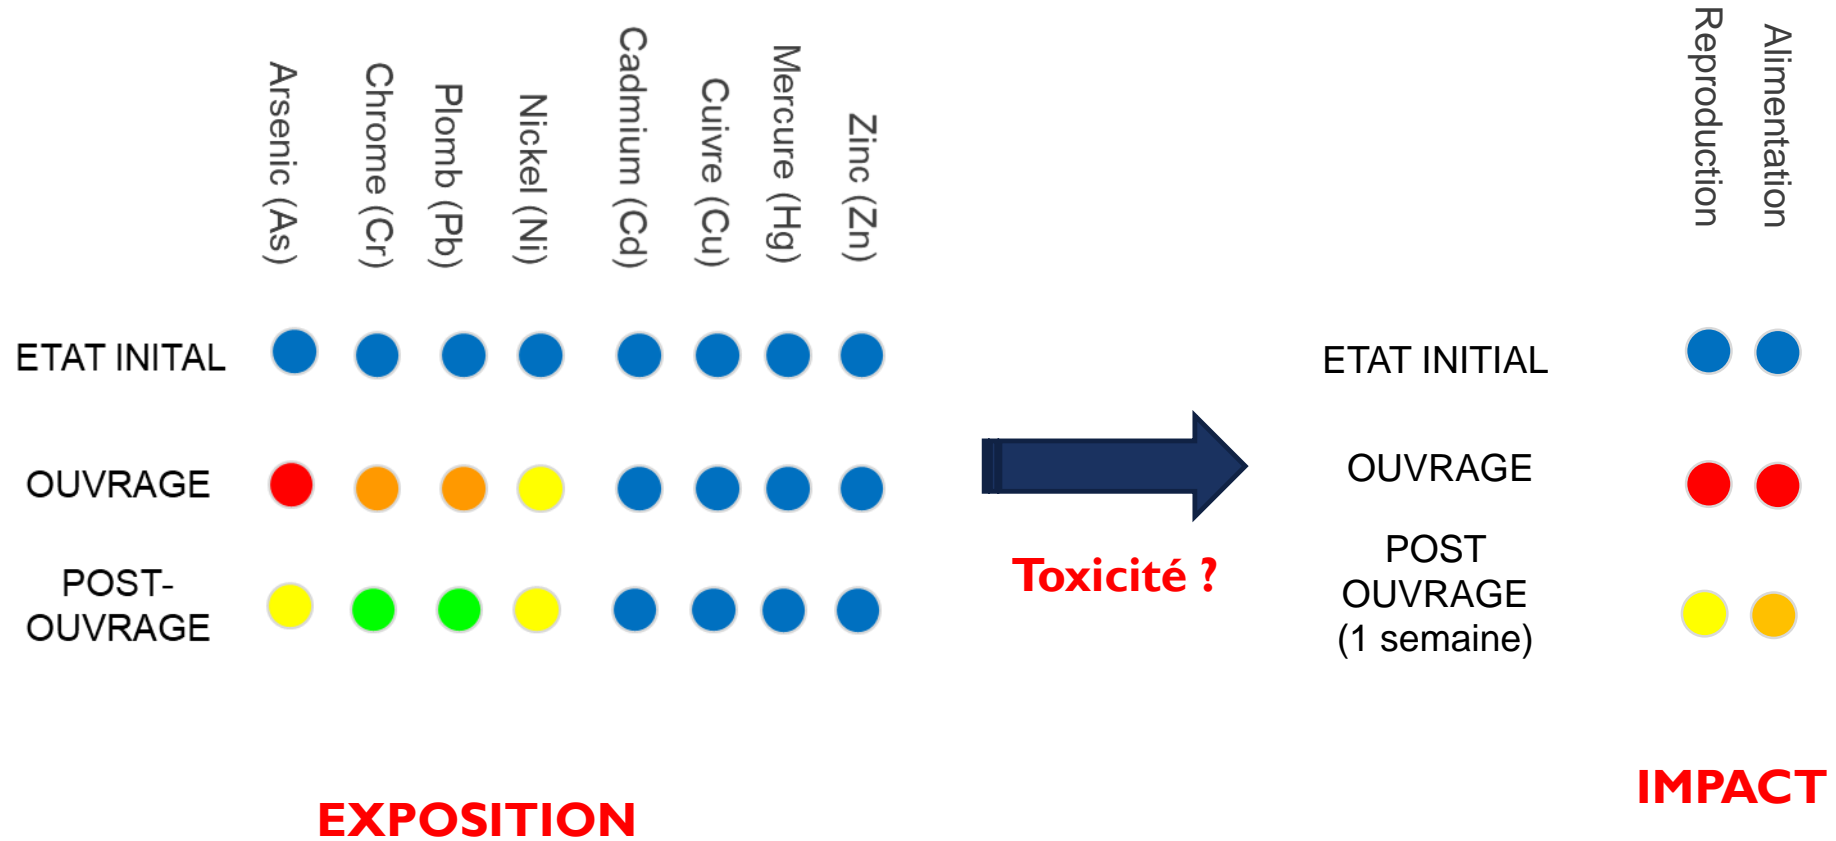 Arsenic (As)
Chrome (Cr)
Plomb (Pb)
Nickel (Ni)
Cadmium (Cd)
Cuivre (Cu)
Mercure (Hg)
Zinc (Zn)
ETAT INITAL
OUVRAGE
POST-
OUVRAGE
EXPOSITION
Toxicité ?
Reproduction
Alimentation
ETAT INITIAL
OUVRAGE
POST
OUVRAGE
(1 semaine)
IMPACT